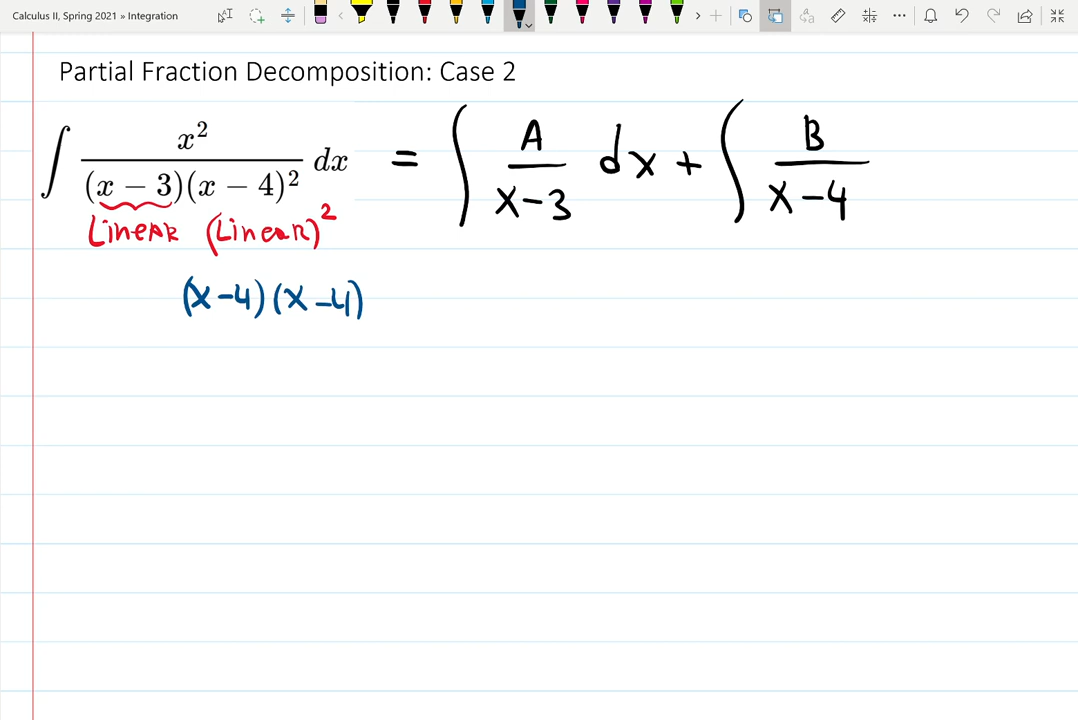 Calculus II, Spring 2021 » Integration
Partial Fraction Decomposition: Case 2
∫ x² / ((x − 3)(x − 4)²) dx = ∫ A / (x−3) dx + ∫ B / (x−4)
Linear (Linear)²
(x−4)(x−4)